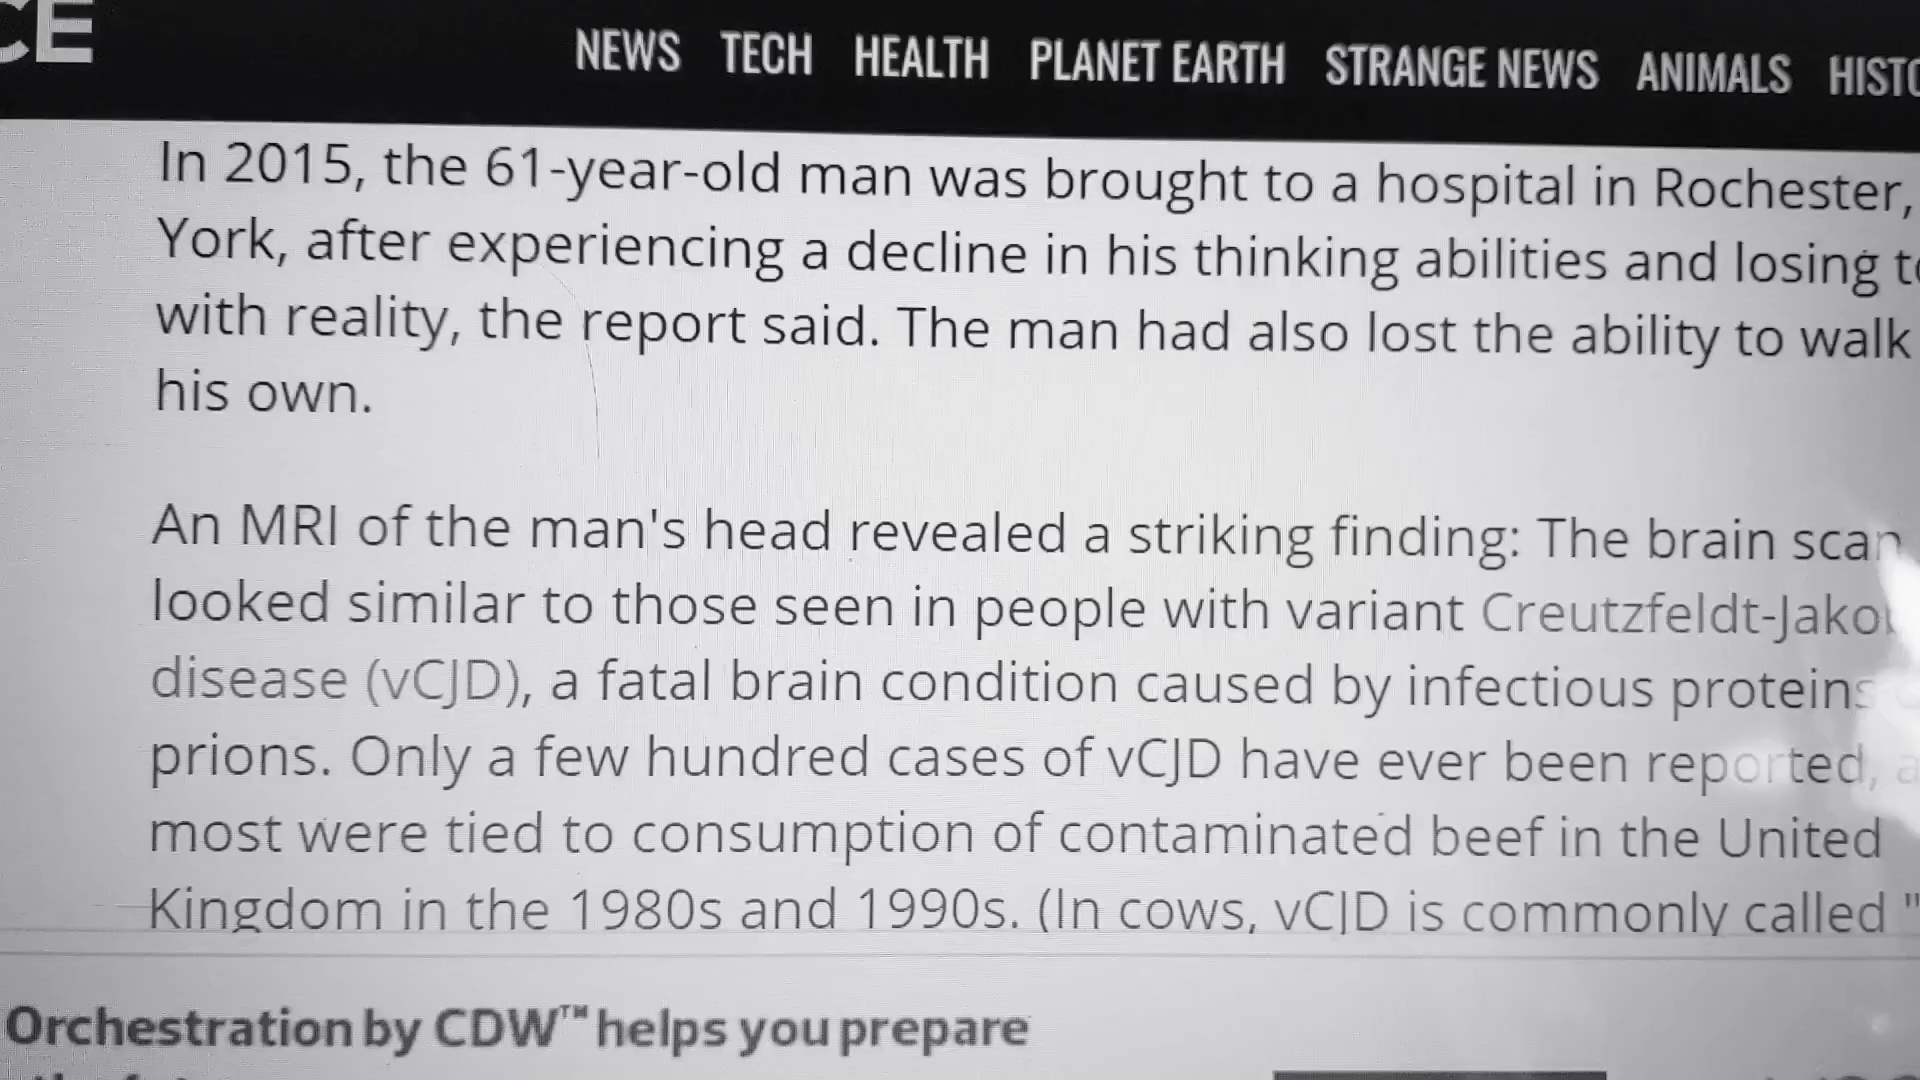 CE
NEWS TECH HEALTH PLANET EARTH STRANGE NEWS ANIMALS
In 2015, the 61-year-old man was brought to a hospital in Rochester,
York, after experiencing a decline in his thinking abilities and losing
with reality, the report said. The man had also lost the ability to walk
his own.
An MRI of the man's head revealed a striking finding: The brain scan
looked similar to those seen in people with variant Creutzfeldt-Jako
disease (vCJD), a fatal brain condition caused by infectious proteins
prions. Only a few hundred cases of vCJD have ever been reported,
most were tied to consumption of contaminated beef in the United
Kingdom in the 1980s and 1990s. (In cows, vCJD is commonly called "
Orchestration by CDW™ helps you prepare